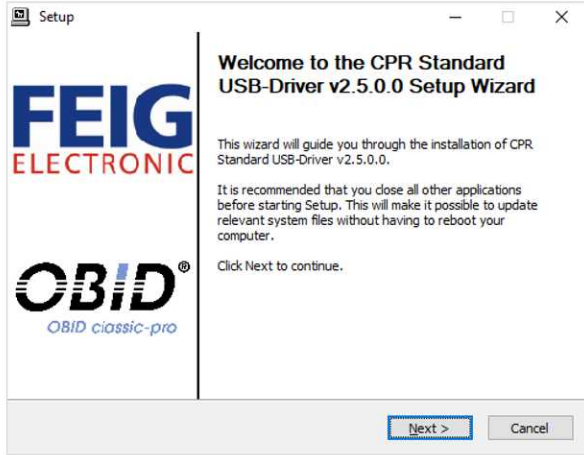 Setup
FEIG
ELECTRONIC
OBID®
OBID classic-pro
Welcome to the CPR Standard
USB-Driver v2.5.0.0 Setup Wizard
This wizard will guide you through the installation of CPR
Standard USB-Driver v2.5.0.0.
It is recommended that you close all other applications
before starting Setup. This will make it possible to update
relevant system files without having to reboot your
computer.
Click Next to continue.
Next >
Cancel